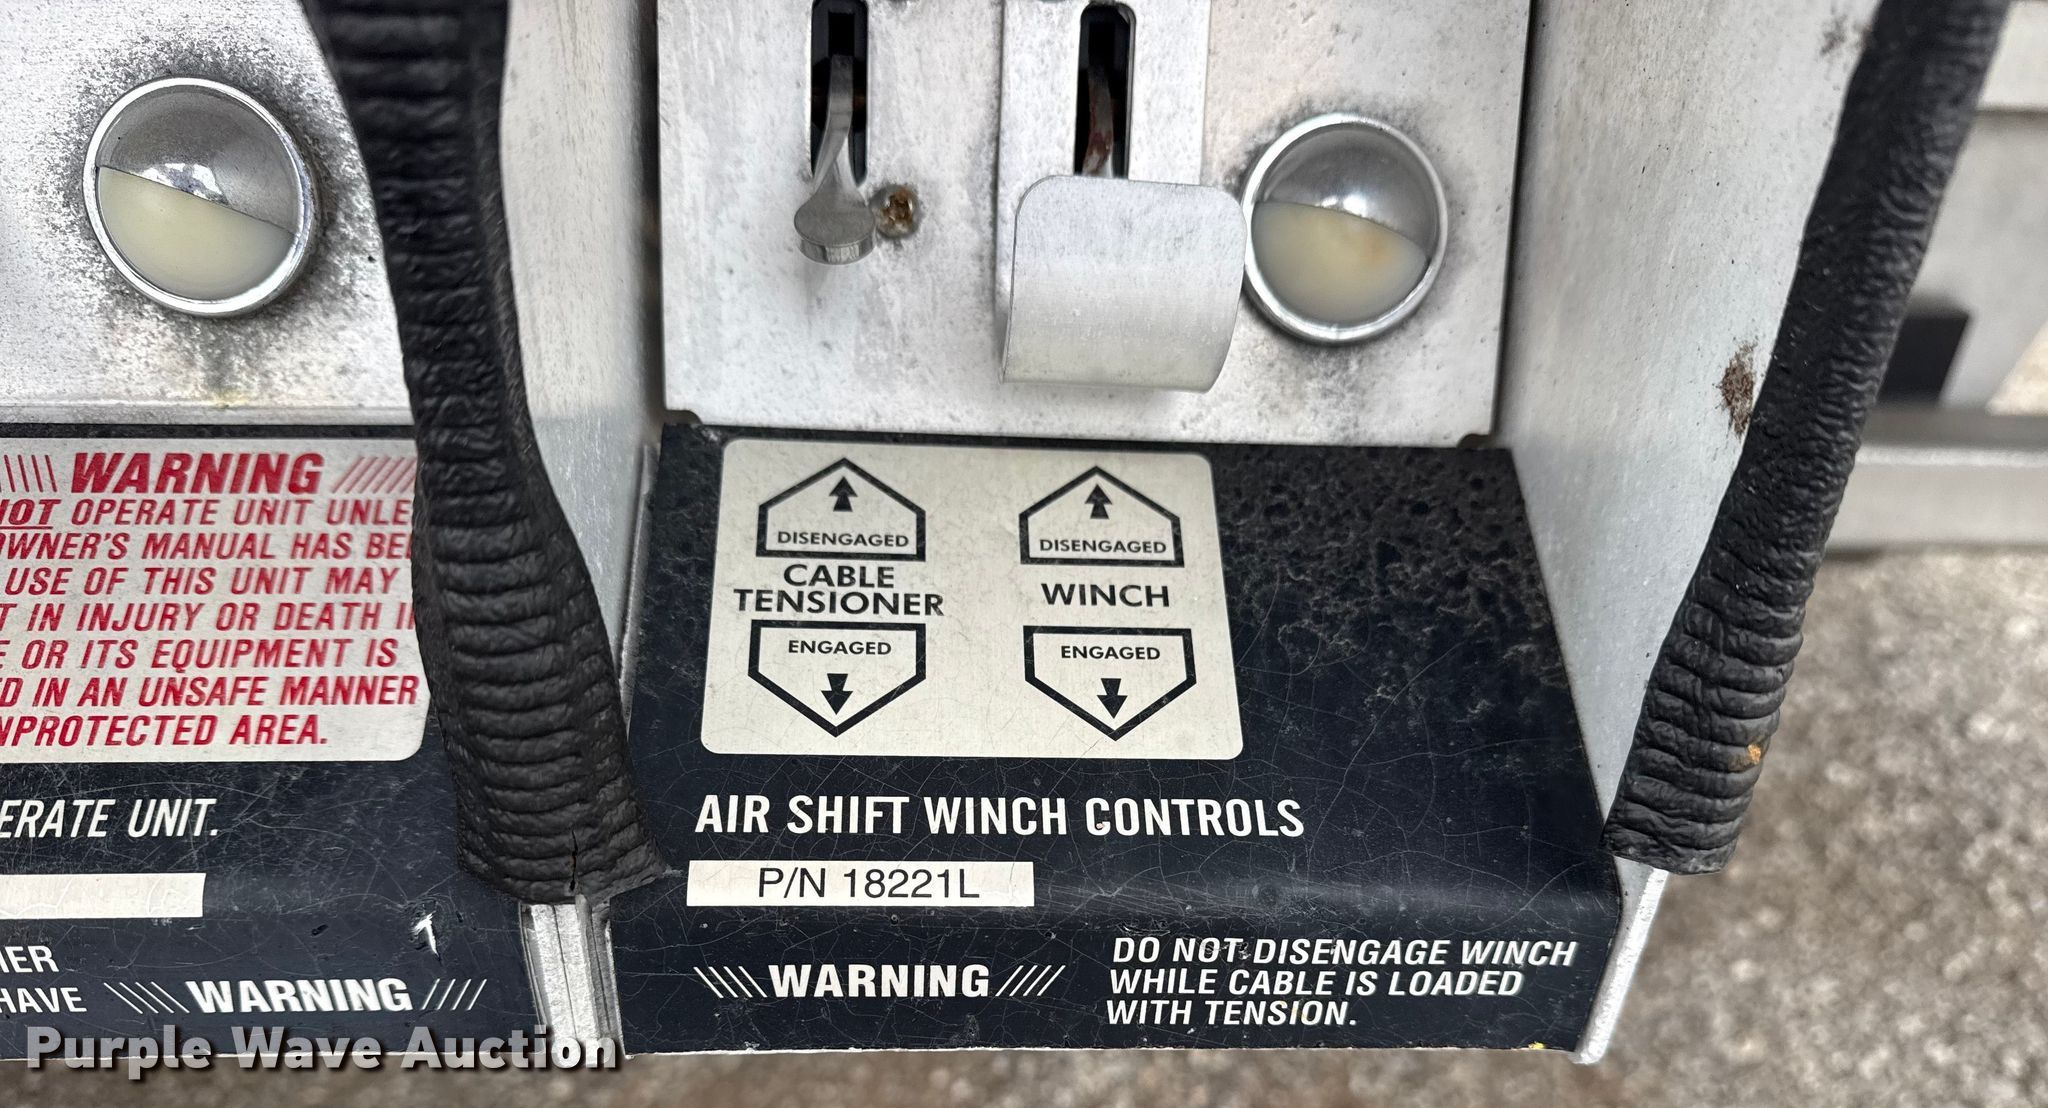 WARNING
NOT OPERATE UNIT UNLE
OWNER'S MANUAL HAS BE
USE OF THIS UNIT MAY
T IN INJURY OR DEATH I
E OR ITS EQUIPMENT IS
D IN AN UNSAFE MANNER
NPROTECTED AREA.
ERATE UNIT.
IER
HAVE
WARNING
DISENGAGED
CABLE
TENSIONER
ENGAGED
DISENGAGED
WINCH
ENGAGED
AIR SHIFT WINCH CONTROLS
P/N 18221L
WARNING
DO NOT DISENGAGE WINCH
WHILE CABLE IS LOADED
WITH TENSION.
Purple Wave Auction